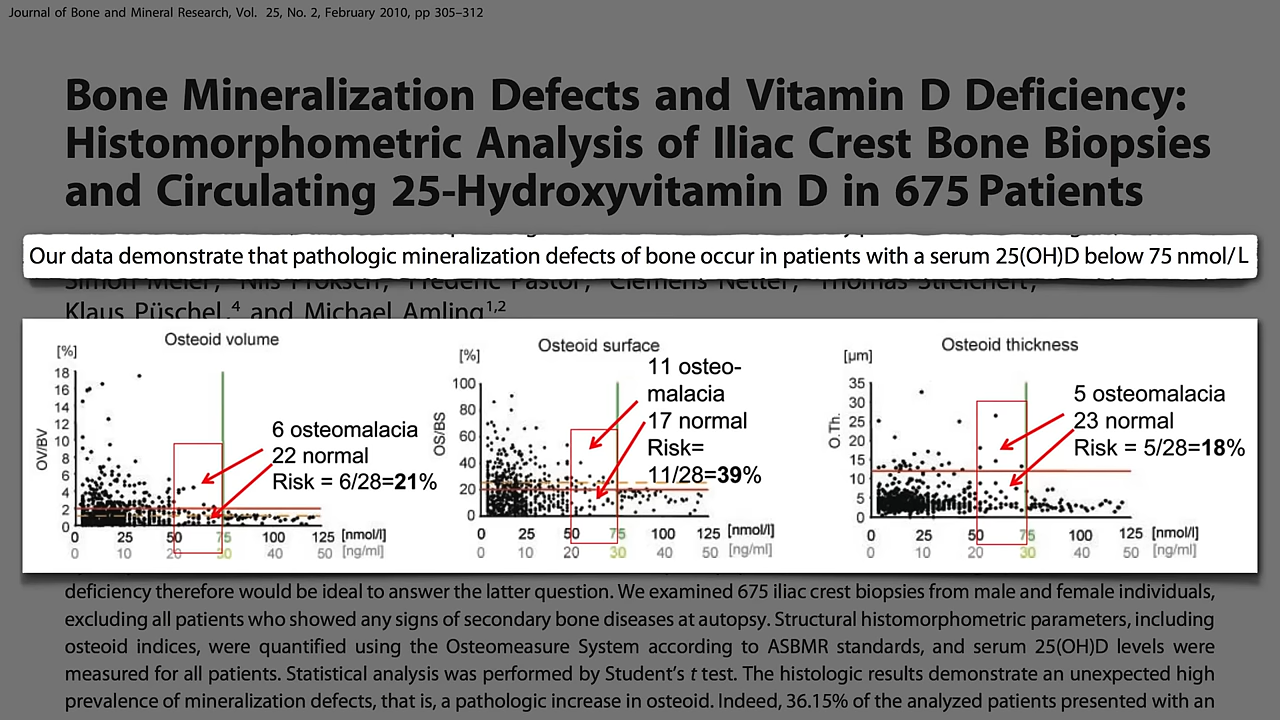 Journal of Bone and Mineral Research, Vol. 25, No. 2, February 2010, pp 305–312
Bone Mineralization Defects and Vitamin D Deficiency:
Histomorphometric Analysis of Iliac Crest Bone Biopsies
and Circulating 25-Hydroxyvitamin D in 675 Patients
Our data demonstrate that pathologic mineralization defects of bone occur in patients with a serum 25(OH)D below 75 nmol/L
Klaus Püschel,⁴ and Michael Amling¹,²
Osteoid volume
[%]
18
16
14
12
10
8
6
4
2
0
OV/BV
6 osteomalacia
22 normal
Risk = 6/28=21%
0 25 50 75 100 125 [nmol/l]
0 10 20 30 40 50 [ng/ml]
Osteoid surface
[%]
100
80
60
40
20
0
OS/BS
11 osteo-
malacia
17 normal
Risk=
11/28=39%
0 25 50 75 100 125 [nmol/l]
0 10 20 30 40 50 [ng/ml]
Osteoid thickness
[µm]
35
30
25
20
15
10
5
0
O.Th.
5 osteomalacia
23 normal
Risk = 5/28=18%
0 25 50 75 100 125 [nmol/l]
0 10 20 30 40 50 [ng/ml]
deficiency therefore would be ideal to answer the latter question. We examined 675 iliac crest biopsies from male and female individuals,
excluding all patients who showed any signs of secondary bone diseases at autopsy. Structural histomorphometric parameters, including
osteoid indices, were quantified using the Osteomeasure System according to ASBMR standards, and serum 25(OH)D levels were
measured for all patients. Statistical analysis was performed by Student's t test. The histologic results demonstrate an unexpected high
prevalence of mineralization defects, that is, a pathologic increase in osteoid. Indeed, 36.15% of the analyzed patients presented with an